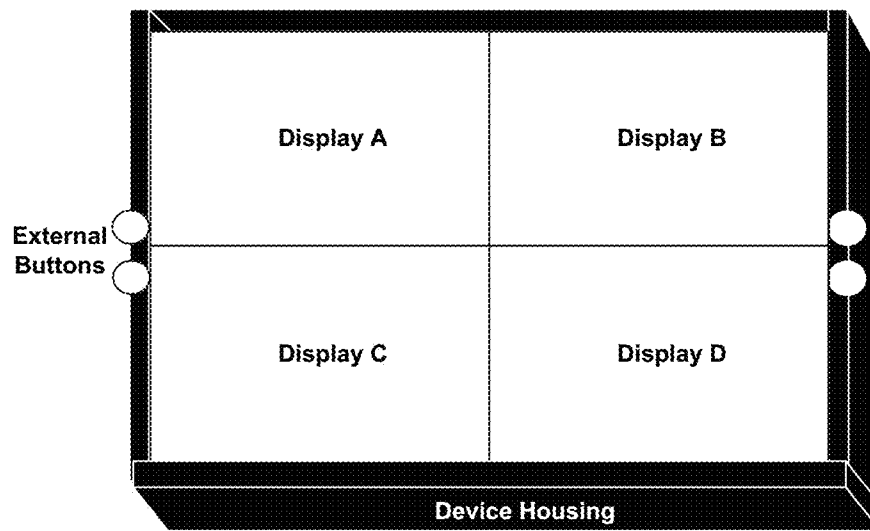 Display A
Display B
External
Buttons
Display C
Display D
Device Housing